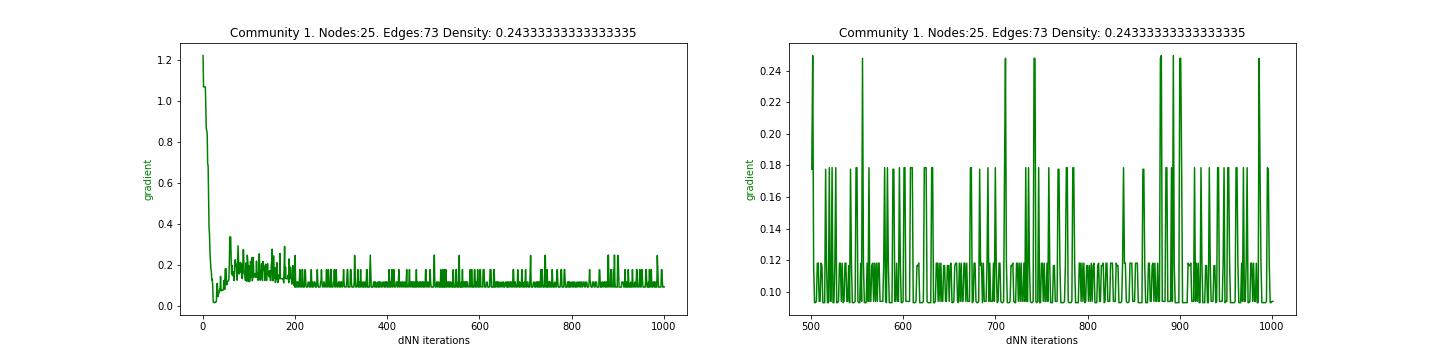 Community 1. Nodes:25. Edges:73 Density: 0.24333333333333335
1.2
1.0
0.8
0.6
0.4
0.2
0.0
gradient
0 200 400 600 800 1000
dNN iterations
Community 1. Nodes:25. Edges:73 Density: 0.24333333333333335
0.24
0.22
0.20
0.18
0.16
0.14
0.12
0.10
gradient
500 600 700 800 900 1000
dNN iterations